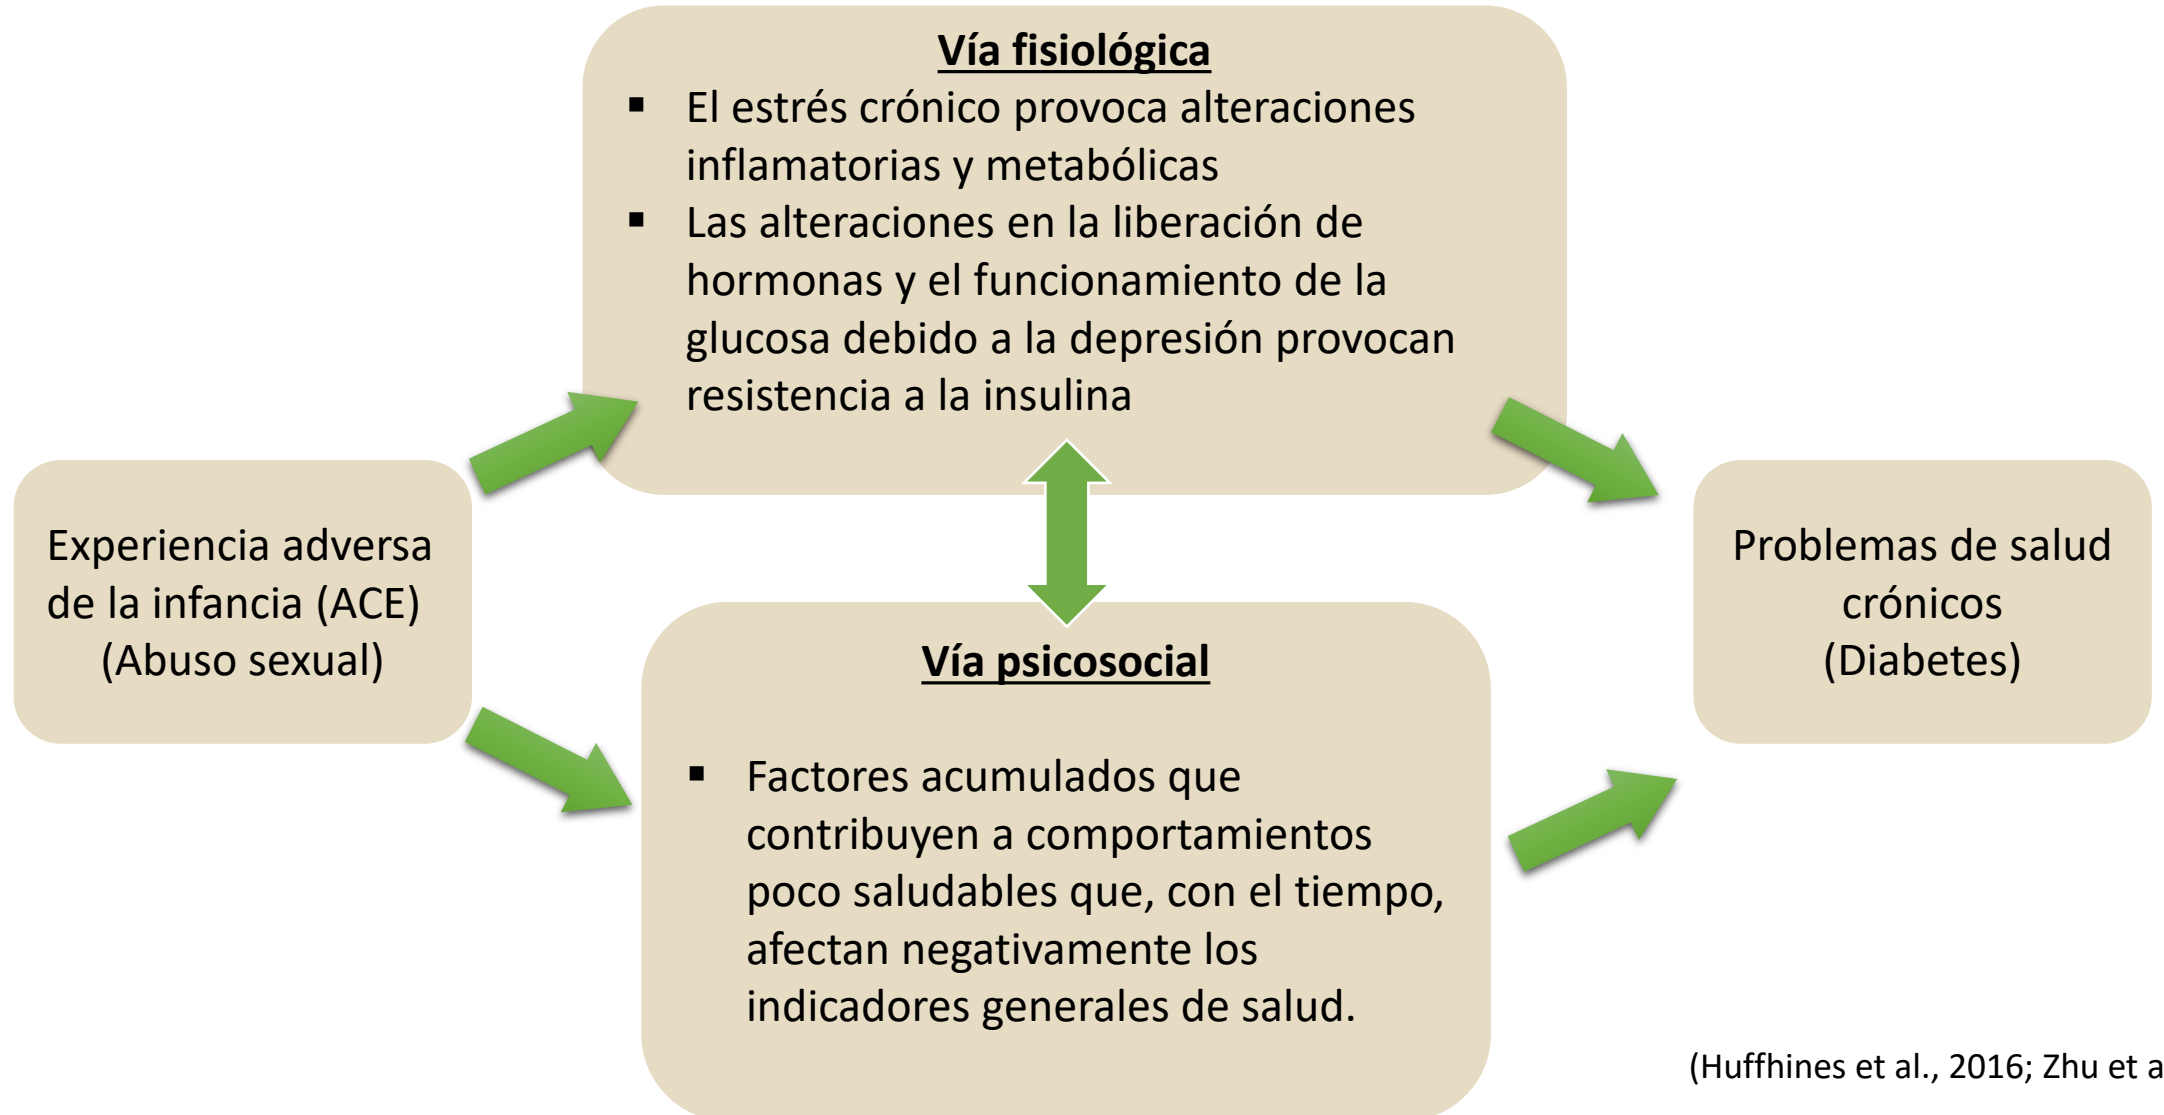 Vía fisiológica
▪ El estrés crónico provoca alteraciones
inflamatorias y metabólicas
▪ Las alteraciones en la liberación de
hormonas y el funcionamiento de la
glucosa debido a la depresión provocan
resistencia a la insulina
Experiencia adversa
de la infancia (ACE)
(Abuso sexual)
Problemas de salud
crónicos
(Diabetes)
Vía psicosocial
▪ Factores acumulados que
contribuyen a comportamientos
poco saludables que, con el tiempo,
afectan negativamente los
indicadores generales de salud.
(Huffhines et al., 2016; Zhu et a